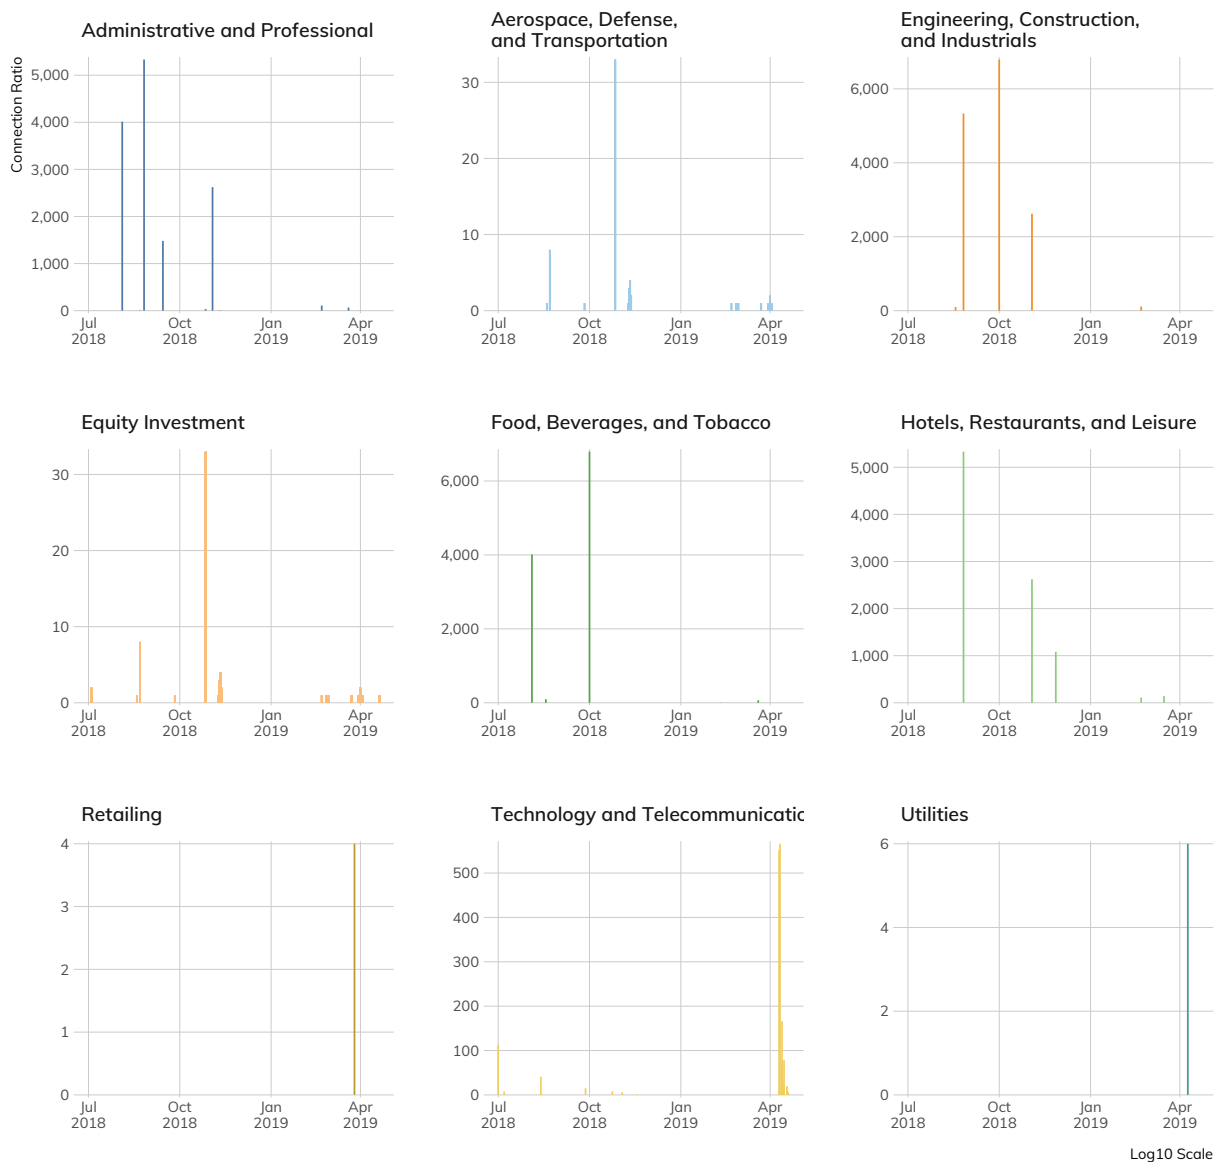 Administrative and Professional
Connection Ratio
5,000
4,000
3,000
2,000
1,000
0
Jul Oct Jan Apr
2018 2018 2019 2019
Aerospace, Defense,
and Transportation
30
20
10
0
Jul Oct Jan Apr
2018 2018 2019 2019
Engineering, Construction,
and Industrials
6,000
4,000
2,000
0
Jul Oct Jan Apr
2018 2018 2019 2019
Equity Investment
30
20
10
0
Jul Oct Jan Apr
2018 2018 2019 2019
Food, Beverages, and Tobacco
6,000
4,000
2,000
0
Jul Oct Jan Apr
2018 2018 2019 2019
Hotels, Restaurants, and Leisure
5,000
4,000
3,000
2,000
1,000
0
Jul Oct Jan Apr
2018 2018 2019 2019
Retailing
4
3
2
1
0
Jul Oct Jan Apr
2018 2018 2019 2019
Technology and Telecommunicatic
500
400
300
200
100
0
Jul Oct Jan Apr
2018 2018 2019 2019
Utilities
6
4
2
0
Jul Oct Jan Apr
2018 2018 2019 2019
Log10 Scale